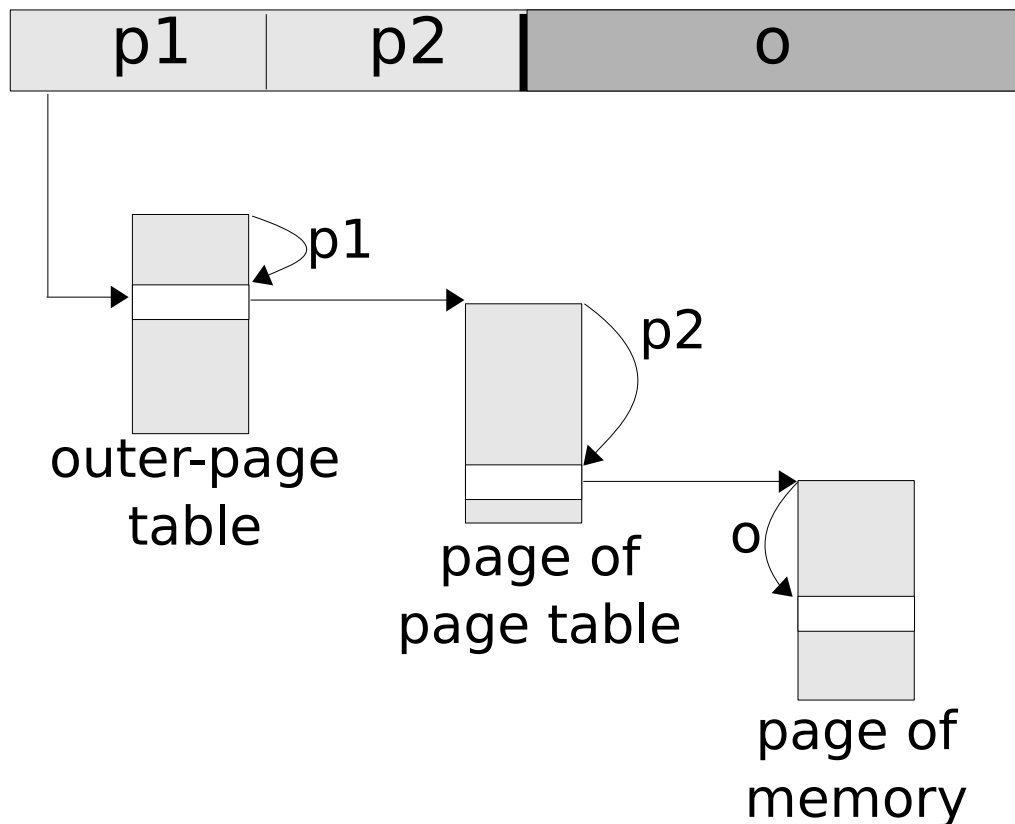 p1 p2 o
p1
outer-page
table
p2
page of
page table
o
page of
memory